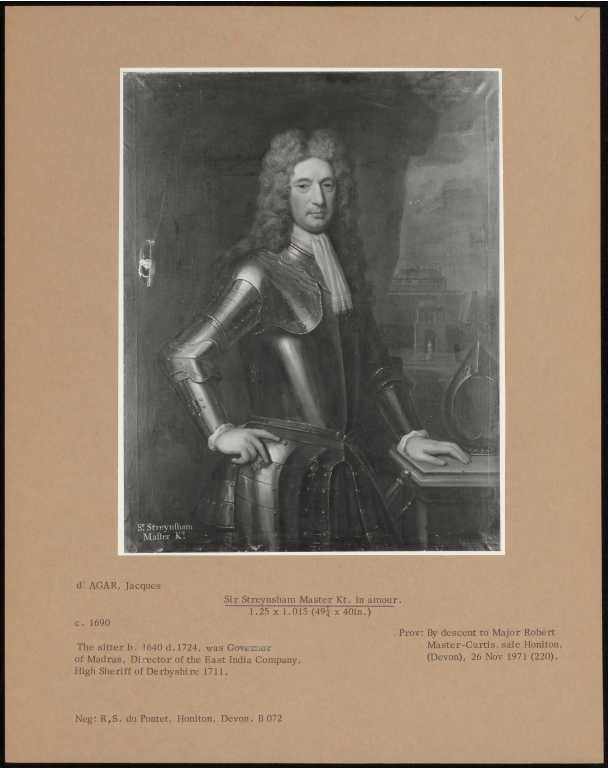 Sr. Streynsham
Master Kt.
d' AGAR, Jacques
Sir Streynsham Master Kt. in amour.
1.25 x 1.015 (49¼ x 40in.)
c. 1690
The sitter b. 1640 d.1724, was Governor
of Madras, Director of the East India Company,
High Sheriff of Derbyshire 1711.
Prov: By descent to Major Robert
Master-Curtis, sale Honiton,
(Devon), 26 Nov 1971 (220).
Neg: R,S. du Pontet, Honiton, Devon. B 072